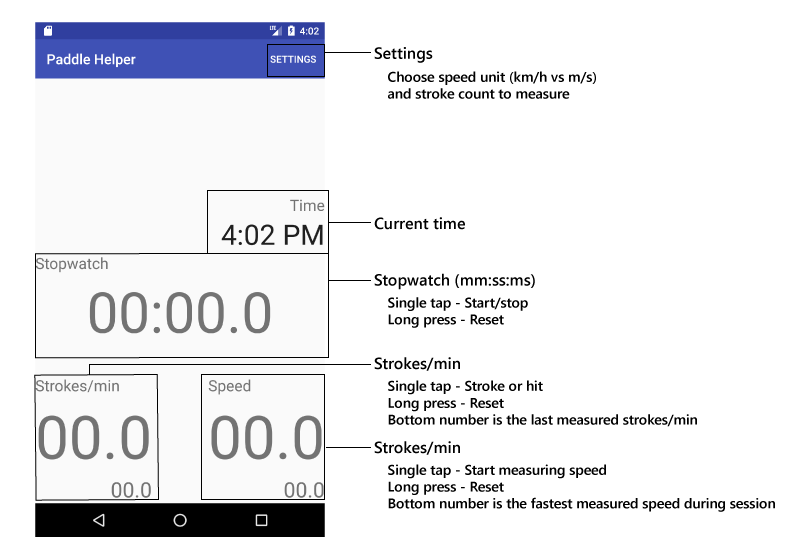 4:02
Paddle Helper
SETTINGS
Settings
Choose speed unit (km/h vs m/s)
and stroke count to measure
Time
4:02 PM
Current time
Stopwatch
00:00.0
Stopwatch (mm:ss:ms)
Single tap - Start/stop
Long press - Reset
Strokes/min
00.0
00.0
Speed
00.0
00.0
Strokes/min
Single tap - Stroke or hit
Long press - Reset
Bottom number is the last measured strokes/min
Strokes/min
Single tap - Start measuring speed
Long press - Reset
Bottom number is the fastest measured speed during session